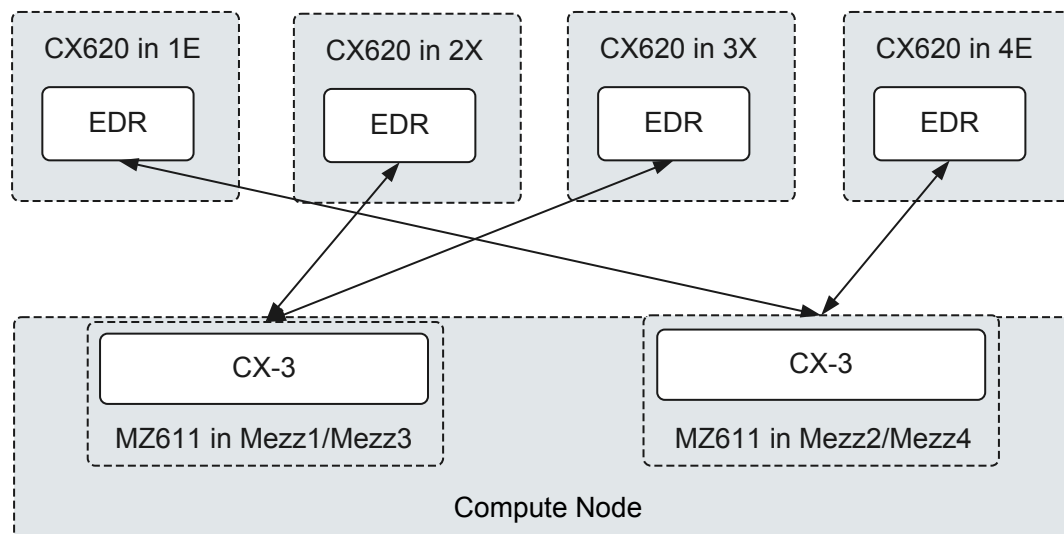 CX620 in 1E
CX620 in 2X
CX620 in 3X
CX620 in 4E
EDR
EDR
EDR
EDR
CX-3
CX-3
MZ611 in Mezz1/Mezz3
MZ611 in Mezz2/Mezz4
Compute Node